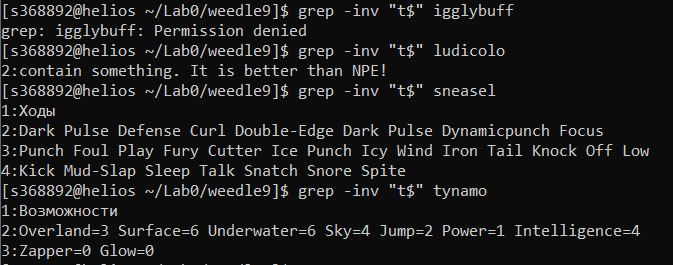 [s368892@helios ~/Lab0/weedle9]$ grep -inv "t$" igglybuff
grep: igglybuff: Permission denied
[s368892@helios ~/Lab0/weedle9]$ grep -inv "t$" ludicolo
2:contain something. It is better than NPE!
[s368892@helios ~/Lab0/weedle9]$ grep -inv "t$" sneasel
1:Ходы
2:Dark Pulse Defense Curl Double-Edge Dark Pulse Dynamicpunch Focus
3:Punch Foul Play Fury Cutter Ice Punch Icy Wind Iron Tail Knock Off Low
4:Kick Mud-Slap Sleep Talk Snatch Snore Spite
[s368892@helios ~/Lab0/weedle9]$ grep -inv "t$" tynamo
1:Возможности
2:Overland=3 Surface=6 Underwater=6 Sky=4 Jump=2 Power=1 Intelligence=4
3:Zapper=0 Glow=0